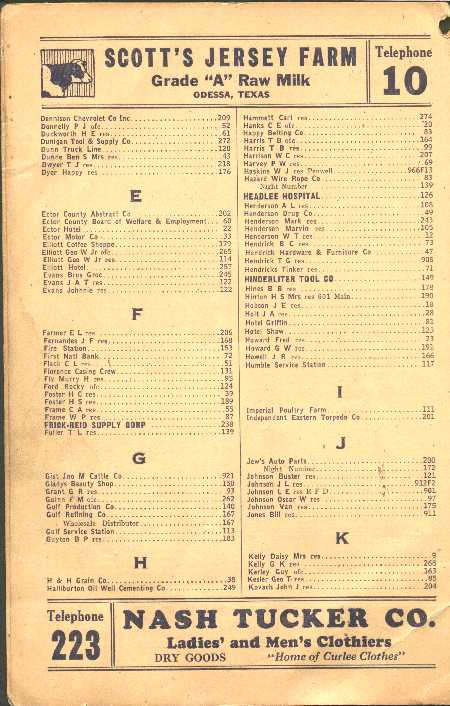 SCOTT'S JERSEY FARM
Grade "A" Raw Milk
ODESSA, TEXAS
Telephone
10
Dennison Chevrolet Co Inc 209
Donnelly P J ofc 52
Duckworth H E res 61
Dunigan Tool & Supply Co 272
Dunn Truck Line 128
Dunne Ben S Mrs res 43
Dwyer T J res 218
Dyer Happy res 176
E
Ector County Abstract Co 202
Ector County Board of Welfare & Employment 60
Ector Hotel 22
Ector Motor Co 33
Elliott Coffee Shoppe 179
Elliott Geo W Jr ofc 265
Elliott Geo W Jr res 114
Elliott Hotel 257
Evans Bros Groc 245
Evans J A T res 122
Evans Johnnie res 122
F
Farmer E L res 206
Fernandes J F res 168
Fire Station 153
First Natl Bank 72
Flack C L res 51
Florence Casing Crew 131
Fly Murry H res 95
Ford Rocky ofc 124
Foster H C res 39
Foster H S res 189
Frame C A res 55
Frame W P res 87
FRICK-REID SUPPLY CORP 238
Fuller T L res 139
G
Gist Jno M Cattle Co 921
Gladys Beauty Shop 150
Grant G R res 93
Guinn F M ofc 262
Gulf Production Co 140
Gulf Refining Co 167
Wholesale Distributor 167
Gulf Service Station 113
Guyton B P res 183
H
H & H Grain Co 38
Halliburton Oil Well Cementing Co 249
Hammett Carl res 274
Hanks C E ofc 20
Happy Belting Co 83
Harris T B ofc 164
Harris T B res 99
Harrison W C res 207
Harvey P W res 69
Haskins W J res Penwell 966F13
Hazard Wire Rope Co 83
Night Number 139
HEADLEE HOSPITAL 126
Henderson A L res 108
Henderson Drug Co 49
Henderson Mark res 243
Henderson Marvin res 105
Henderson W T res 12
Hendrick B C res 73
Hendrick Hardware & Furniture Co 47
Hendrick T G res 905
Hendricks Tinker res 71
HINDERLITER TOOL CO 149
Hines B B res 178
Hinton H S Mrs res 601 Main 190
Hobson J E res 18
Holt J A res 28
Hotel Griffin 81
Hotel Shaw 123
Howard Fred res 23
Howard G W res 191
Howell J R res 166
Humble Service Station 117
I
Imperial Poultry Farm 111
Independent Eastern Torpedo Co 201
J
Jew's Auto Parts 200
Night Number 172
Johnson Buster res 121
Johnson J L res 912F2
Johnson L E res R F D 901
Johnson Oscar W res 97
Johnson Van res 175
Jones Bill res 911
K
Kelly Daisy Mrs res 9
Kelly G K res 268
Kerley Guy ofc 163
Kesler Geo T res 85
Kovach John J res 204
Telephone
223
NASH TUCKER CO.
Ladies' and Men's Clothiers
DRY GOODS "Home of Curlee Clothes"